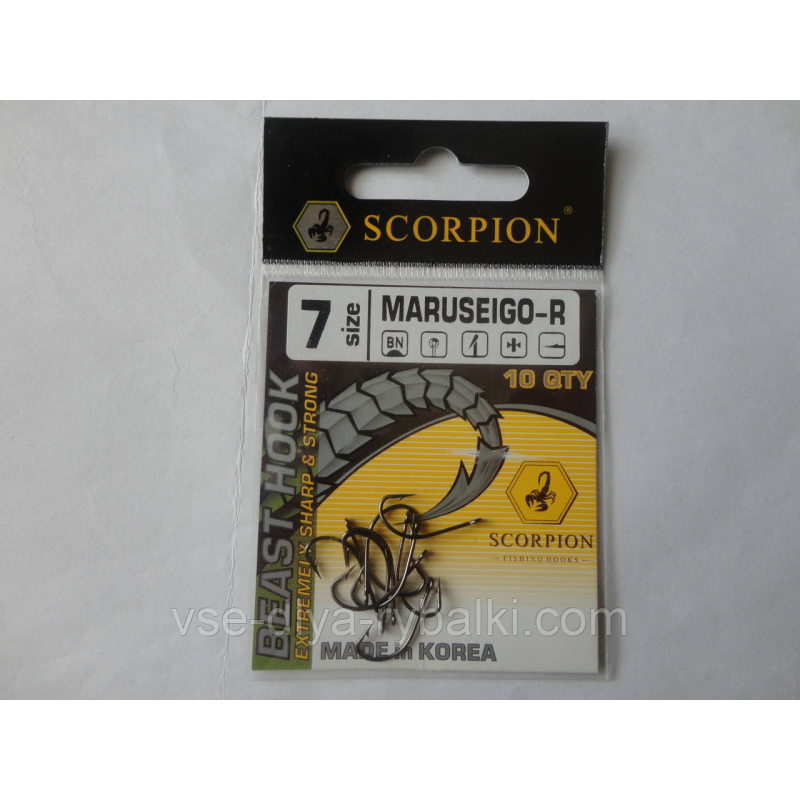 SCORPION®
7 size
MARUSEIGO-R
BN
10 QTY
BEAST HOOK
EXTREMELY SHARP & STRONG
SCORPION
FISHING HOOKS
vse-dlya-rybalki.com
MADE in KOREA